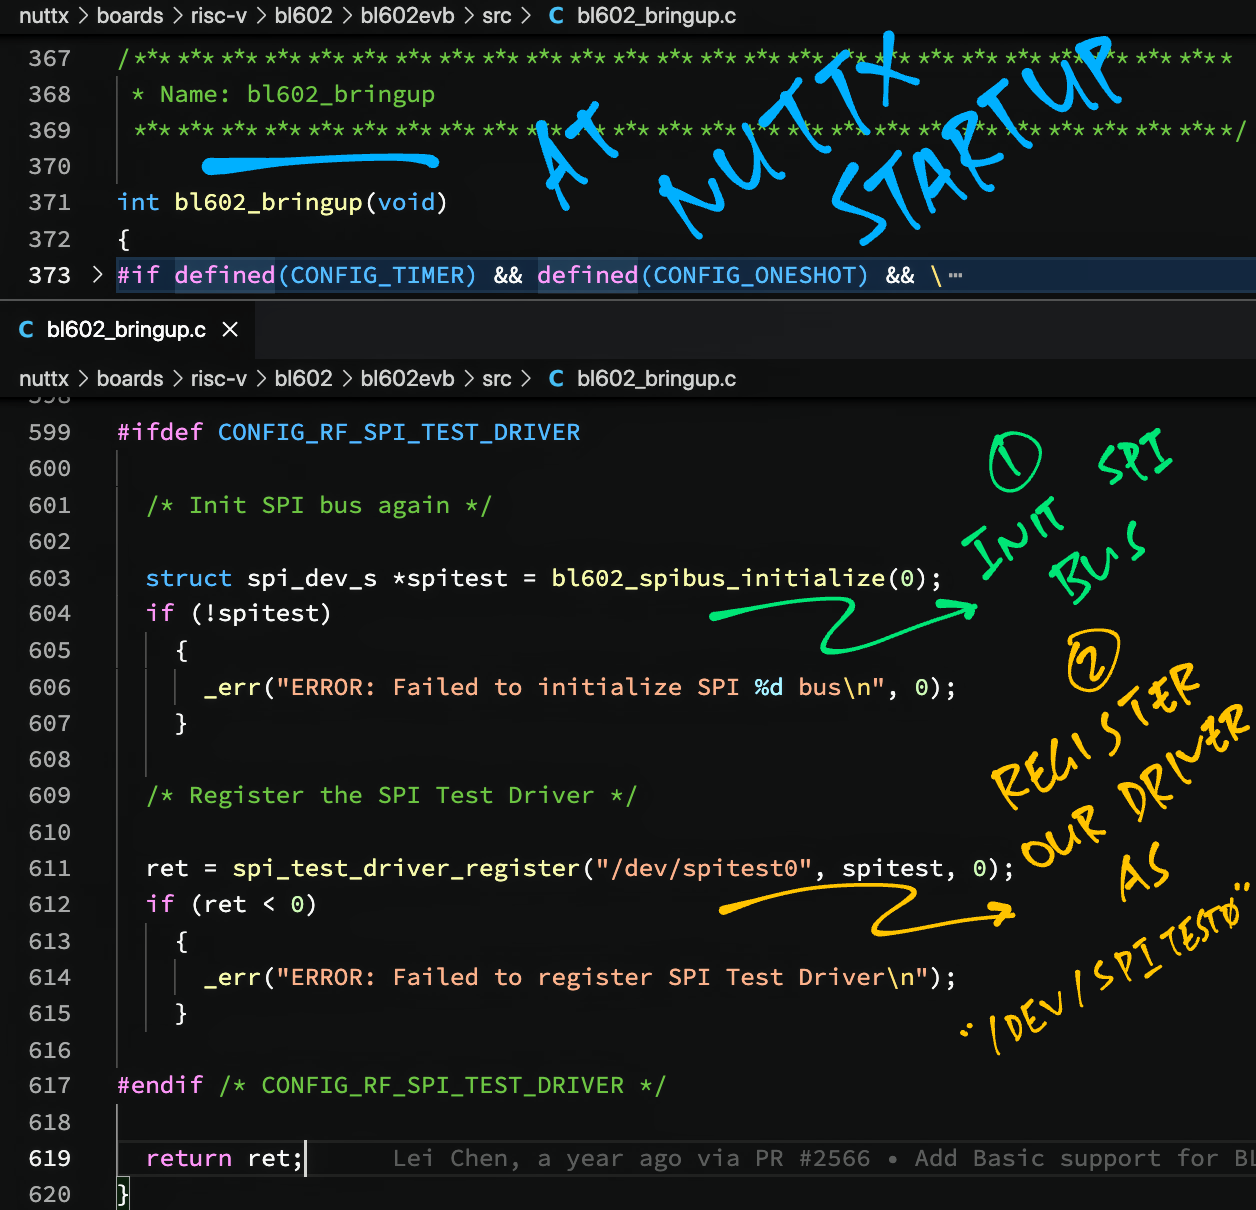 nuttx > boards > risc-v > bl602 > bl602evb > src > C bl602_bringup.c
367 /****************************************************************************
368 * Name: bl602_bringup
369 ****************************************************************************/
370
371 int bl602_bringup(void)
372 {
373 > #if defined(CONFIG_TIMER) && defined(CONFIG_ONESHOT) && \ ⋯
AT NUTTX STARTUP
C bl602_bringup.c ×
nuttx > boards > risc-v > bl602 > bl602evb > src > C bl602_bringup.c
598
599 #ifdef CONFIG_RF_SPI_TEST_DRIVER
600
601 /* Init SPI bus again */
602
603 struct spi_dev_s *spitest = bl602_spibus_initialize(0);
604 if (!spitest)
605 {
606 _err("ERROR: Failed to initialize SPI %d bus\n", 0);
607 }
608
609 /* Register the SPI Test Driver */
610
611 ret = spi_test_driver_register("/dev/spitest0", spitest, 0);
612 if (ret < 0)
613 {
614 _err("ERROR: Failed to register SPI Test Driver\n");
615 }
616
617 #endif /* CONFIG_RF_SPI_TEST_DRIVER */
618
619 return ret; Lei Chen, a year ago via PR #2566 • Add Basic support for BL
620 }
1
INIT SPI
BUS
2
REGISTER
OUR DRIVER
AS
"/DEV/SPITEST0"